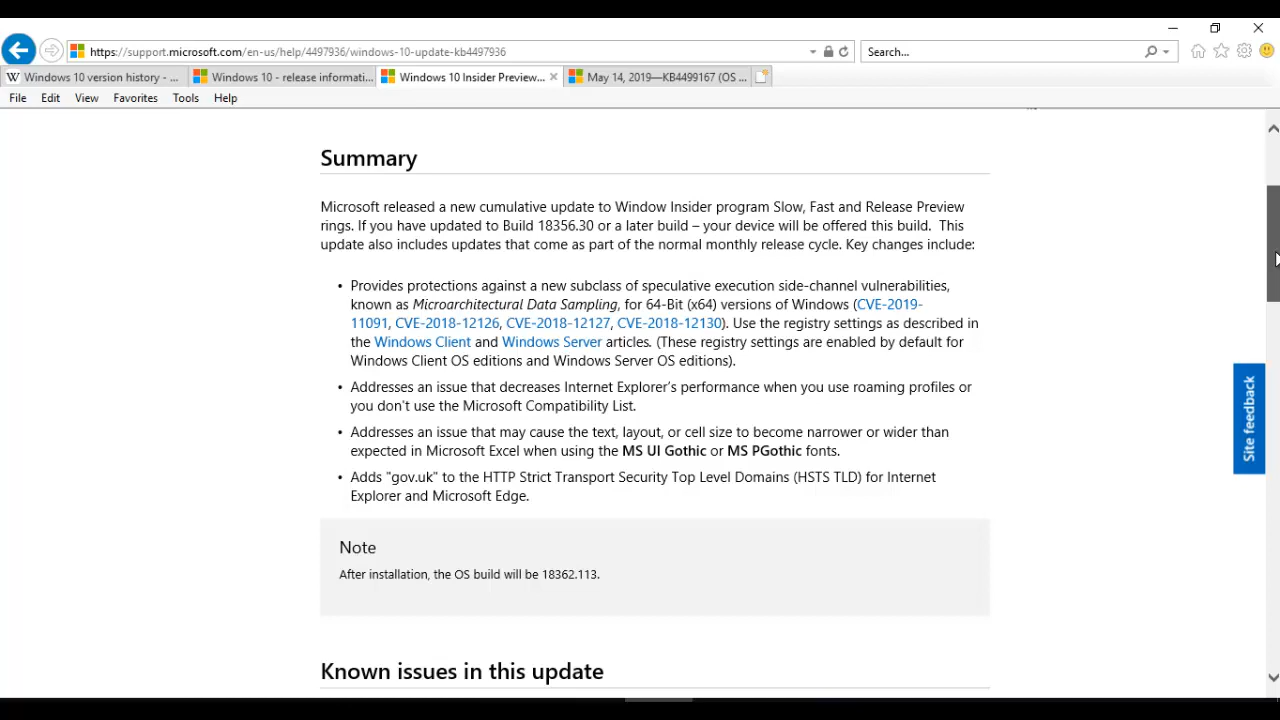 https://support.microsoft.com/en-us/help/4497936/windows-10-update-kb4497936
Search...
Windows 10 version history - ...
Windows 10 - release informati...
Windows 10 Insider Preview...
May 14, 2019—KB4499167 (OS ...
File Edit View Favorites Tools Help
Summary
Microsoft released a new cumulative update to Window Insider program Slow, Fast and Release Preview
rings. If you have updated to Build 18356.30 or a later build – your device will be offered this build.  This
update also includes updates that come as part of the normal monthly release cycle. Key changes include:
• Provides protections against a new subclass of speculative execution side-channel vulnerabilities,
known as Microarchitectural Data Sampling, for 64-Bit (x64) versions of Windows (CVE-2019-
11091, CVE-2018-12126, CVE-2018-12127, CVE-2018-12130). Use the registry settings as described in
the Windows Client and Windows Server articles. (These registry settings are enabled by default for
Windows Client OS editions and Windows Server OS editions).
• Addresses an issue that decreases Internet Explorer's performance when you use roaming profiles or
you don't use the Microsoft Compatibility List.
• Addresses an issue that may cause the text, layout, or cell size to become narrower or wider than
expected in Microsoft Excel when using the MS UI Gothic or MS PGothic fonts.
• Adds "gov.uk" to the HTTP Strict Transport Security Top Level Domains (HSTS TLD) for Internet
Explorer and Microsoft Edge.
Site feedback
Note
After installation, the OS build will be 18362.113.
Known issues in this update